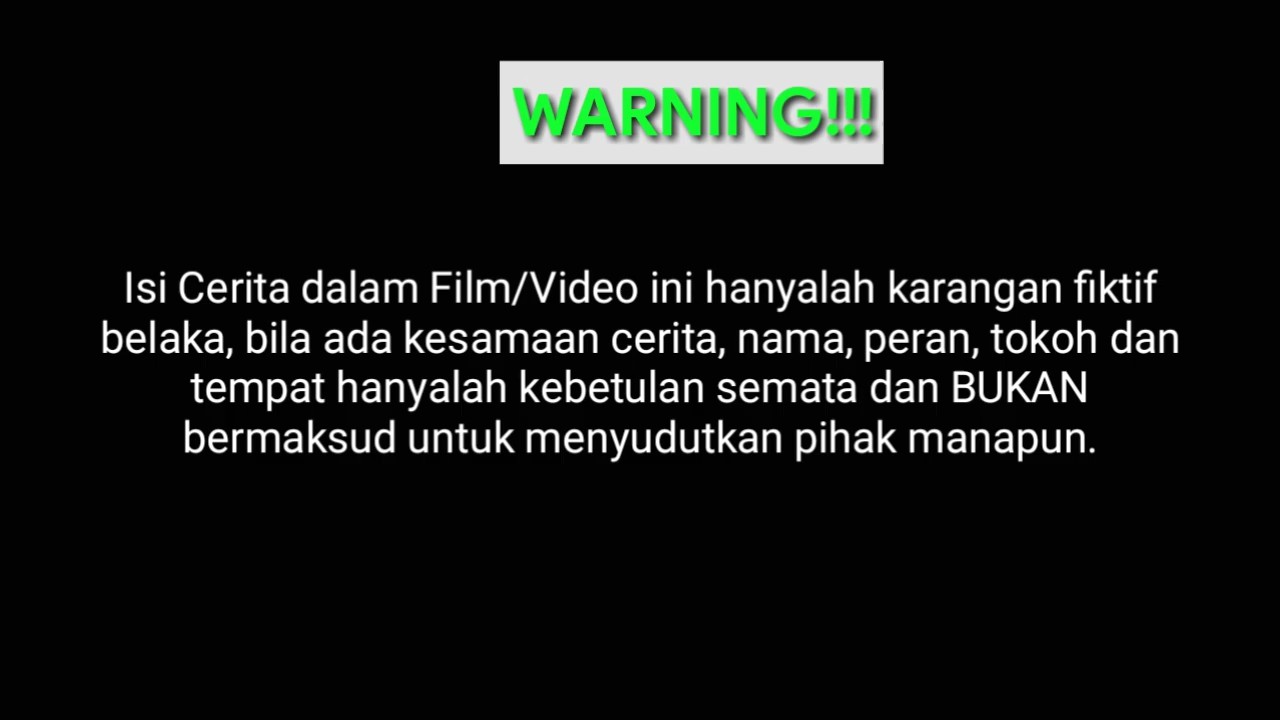 WARNING!!!
Isi Cerita dalam Film/Video ini hanyalah karangan fiktif
belaka, bila ada kesamaan cerita, nama, peran, tokoh dan
tempat hanyalah kebetulan semata dan BUKAN
bermaksud untuk menyudutkan pihak manapun.